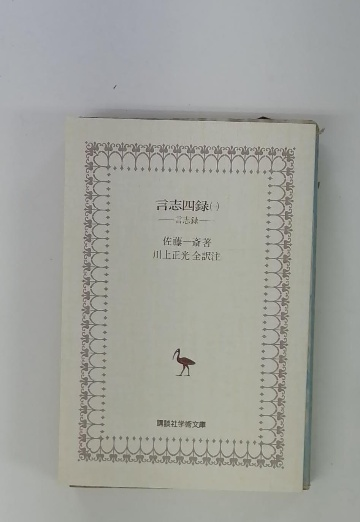 言志四録(一)
——言志録——
佐藤一斎著
川上正光全訳注
講談社学術文庫